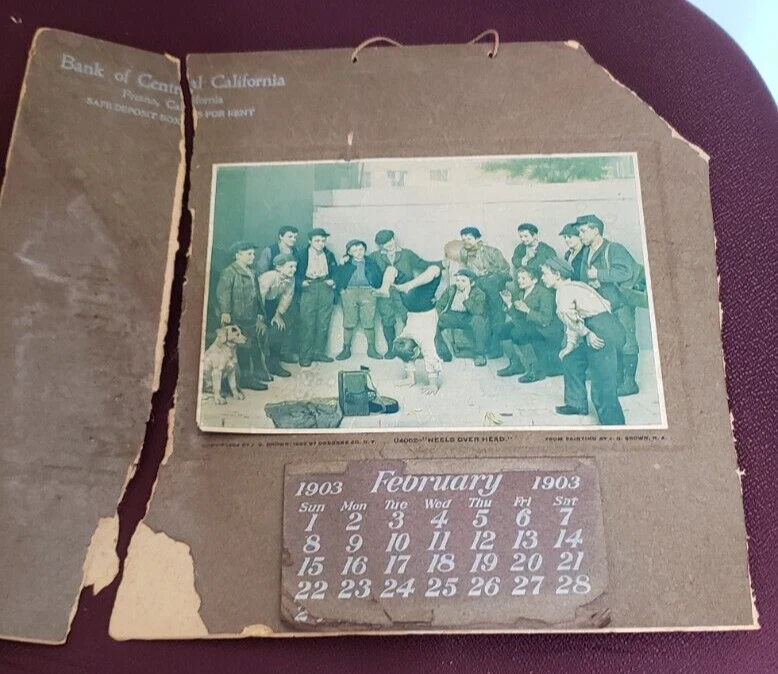 Bank of Central California
Fresno, California
SAFE DEPOSIT BOXES FOR RENT
04002-"HEELS OVER HEAD."
FROM PAINTING BY J. G. BROWN, N. A.
1903 February 1903
Sun Mon Tue Wed Thu Fri Sat
1 2 3 4 5 6 7
8 9 10 11 12 13 14
15 16 17 18 19 20 21
22 23 24 25 26 27 28
2